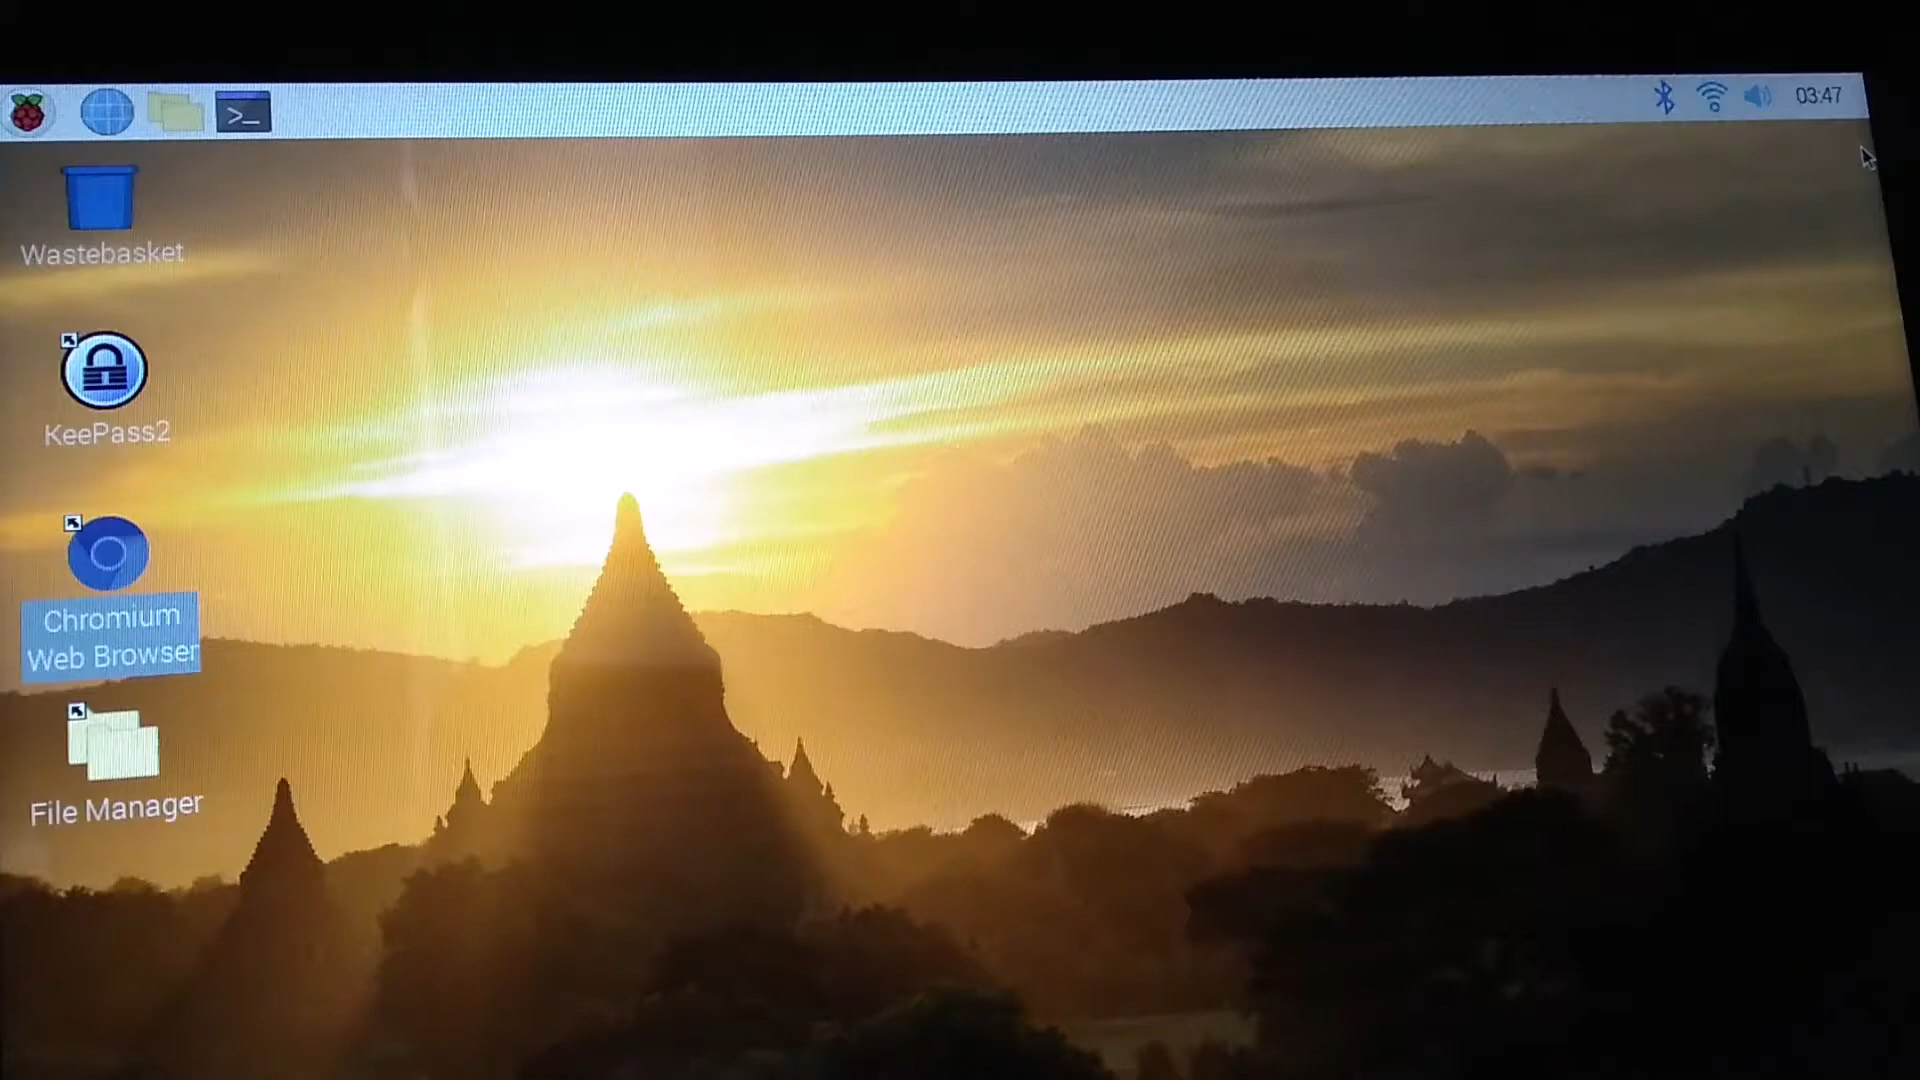 03:47
Wastebasket
KeePass2
Chromium
Web Browser
File Manager